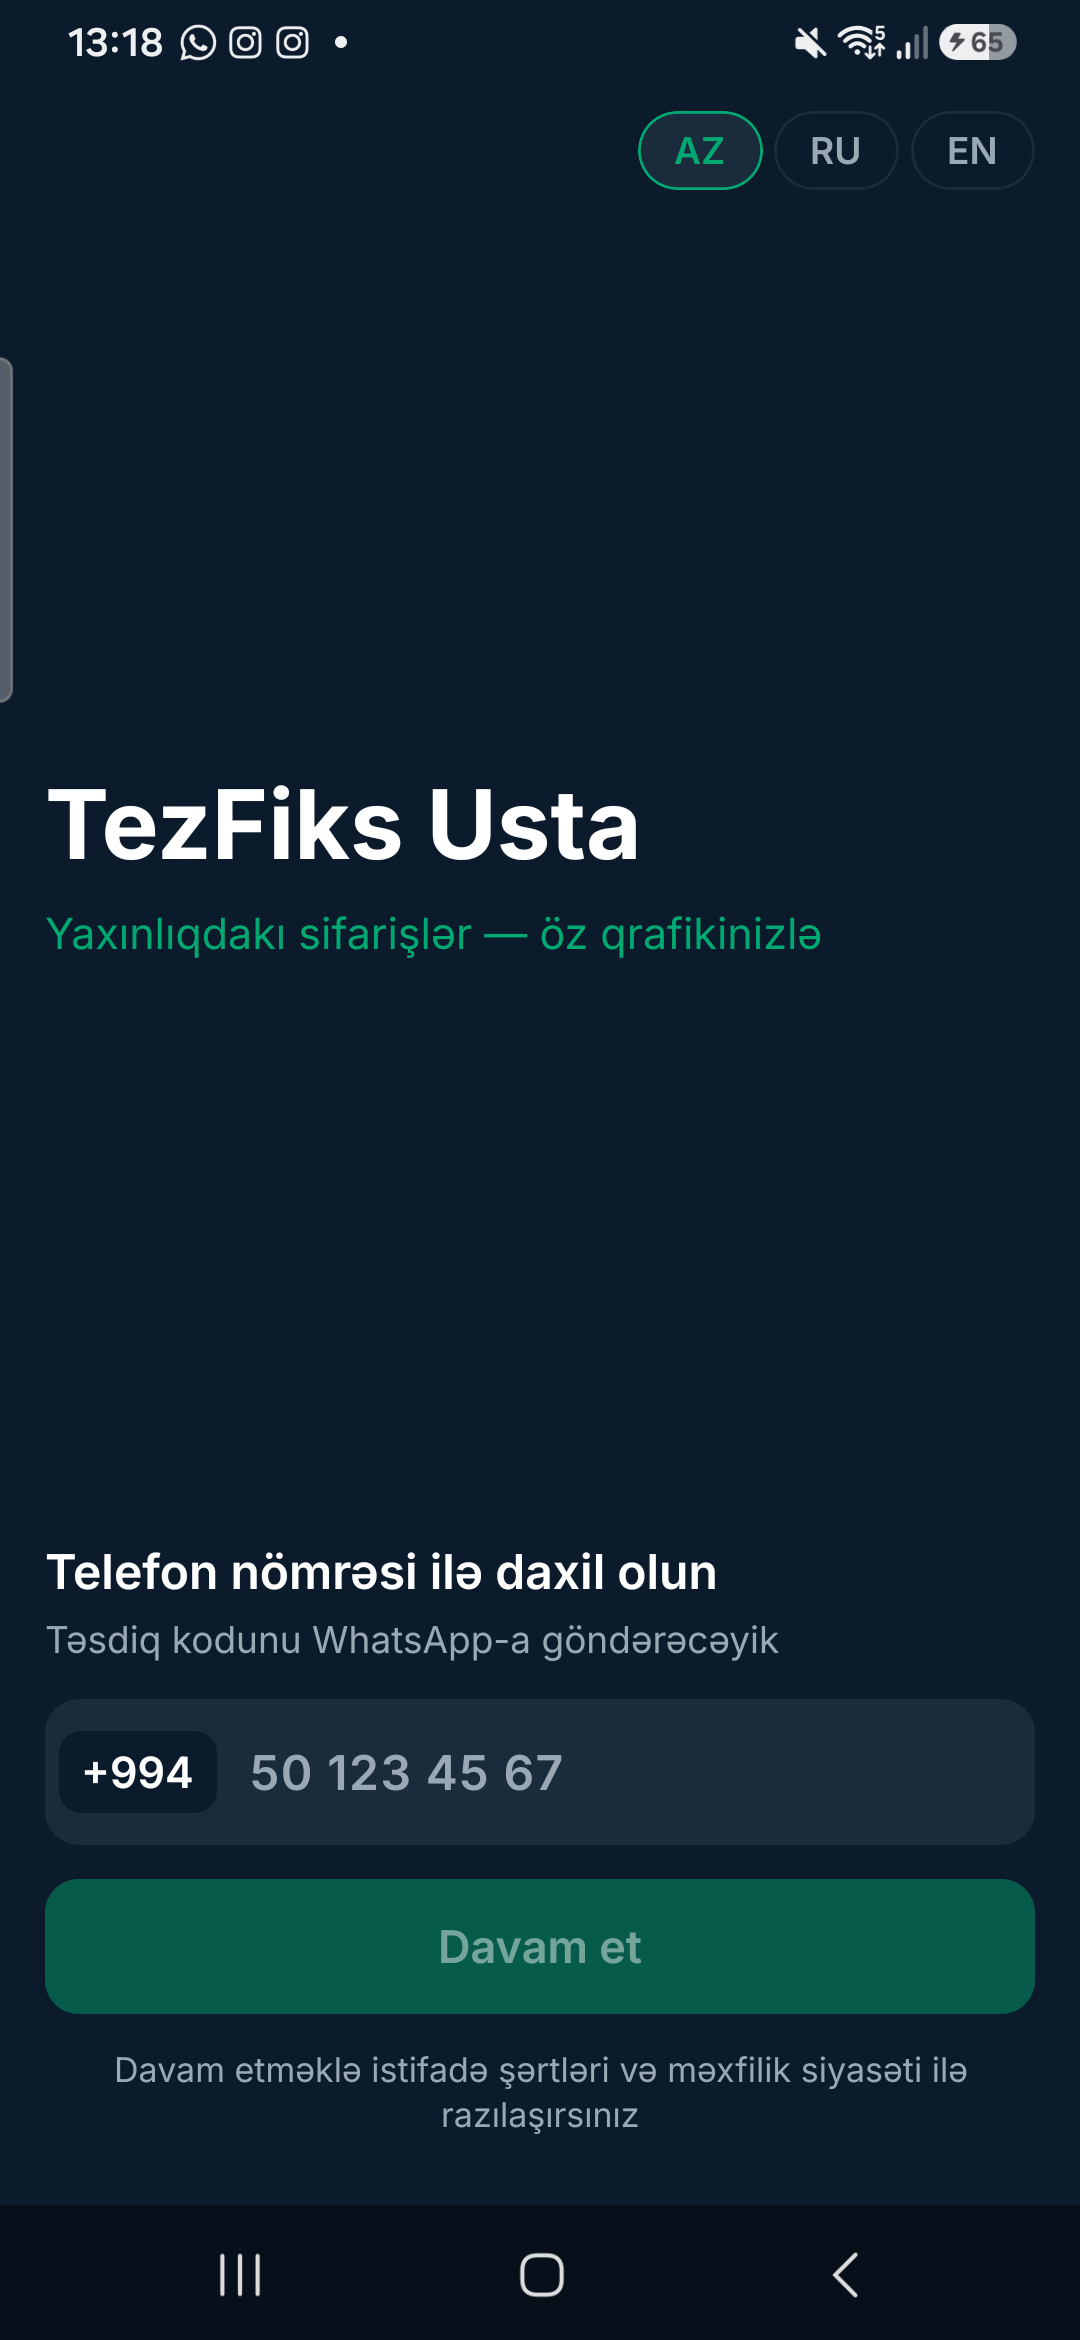 13:18
5
65
AZ
RU
EN
TezFiks Usta
Yaxınlıqdakı sifarişlər — öz qrafikinizlə
Telefon nömrəsi ilə daxil olun
Təsdiq kodunu WhatsApp-a göndərəcəyik
+994 50 123 45 67
Davam et
Davam etməklə istifadə şərtləri və məxfilik siyasəti ilə
razılaşırsınız